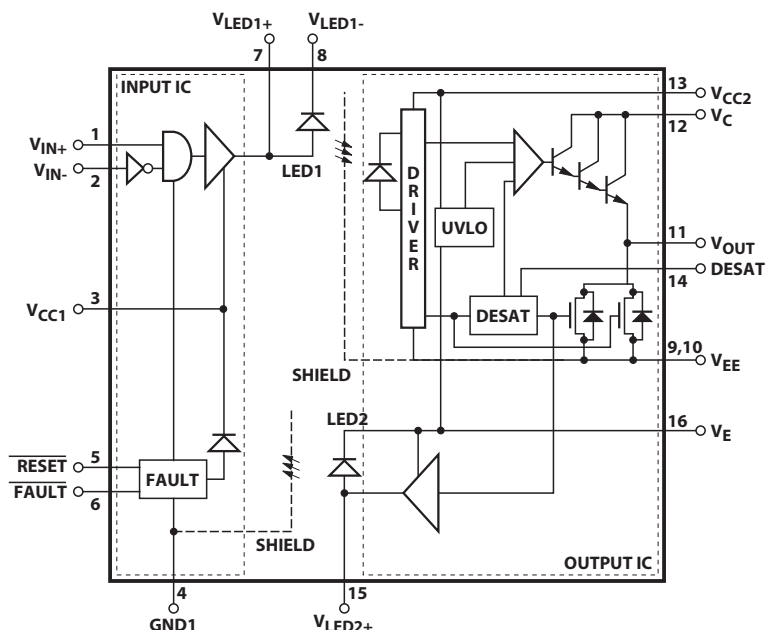 VLED1+
VLED1-
7
8
INPUT IC
13
VCC2
12
VC
1
VIN+
VIN-
2
LED1
DRIVER
UVLO
11
VOUT
DESAT
14
3
VCC1
DESAT
9,10
VEE
SHIELD
LED2
16
VE
RESET
5
FAULT
FAULT
6
SHIELD
OUTPUT IC
4
GND1
15
VLED2+